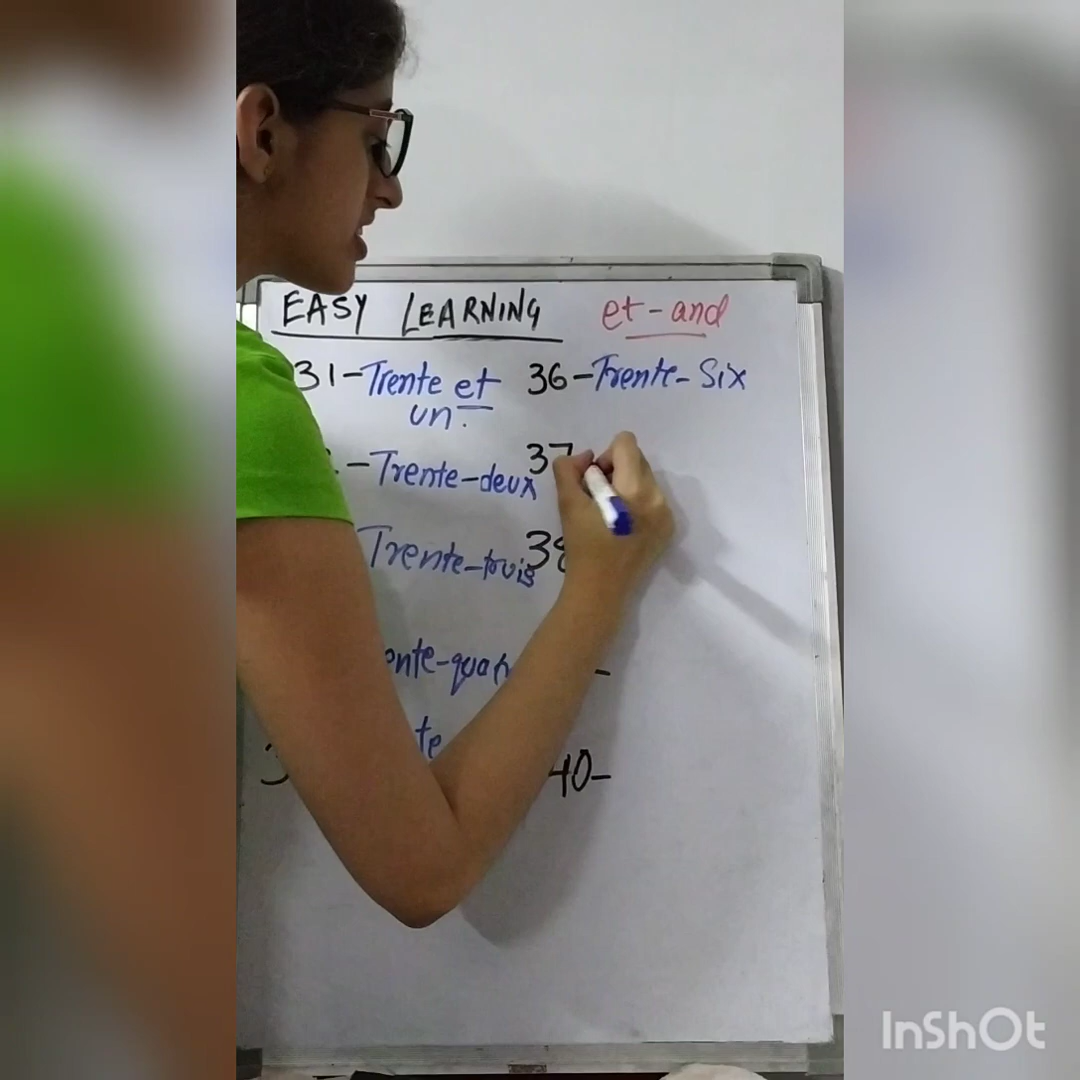 EASY LEARNING et - and
31 - Trente et un.
36 - Trente - Six
- Trente - deux
37
Trente - trois
38
-
te
40 -
InShOt